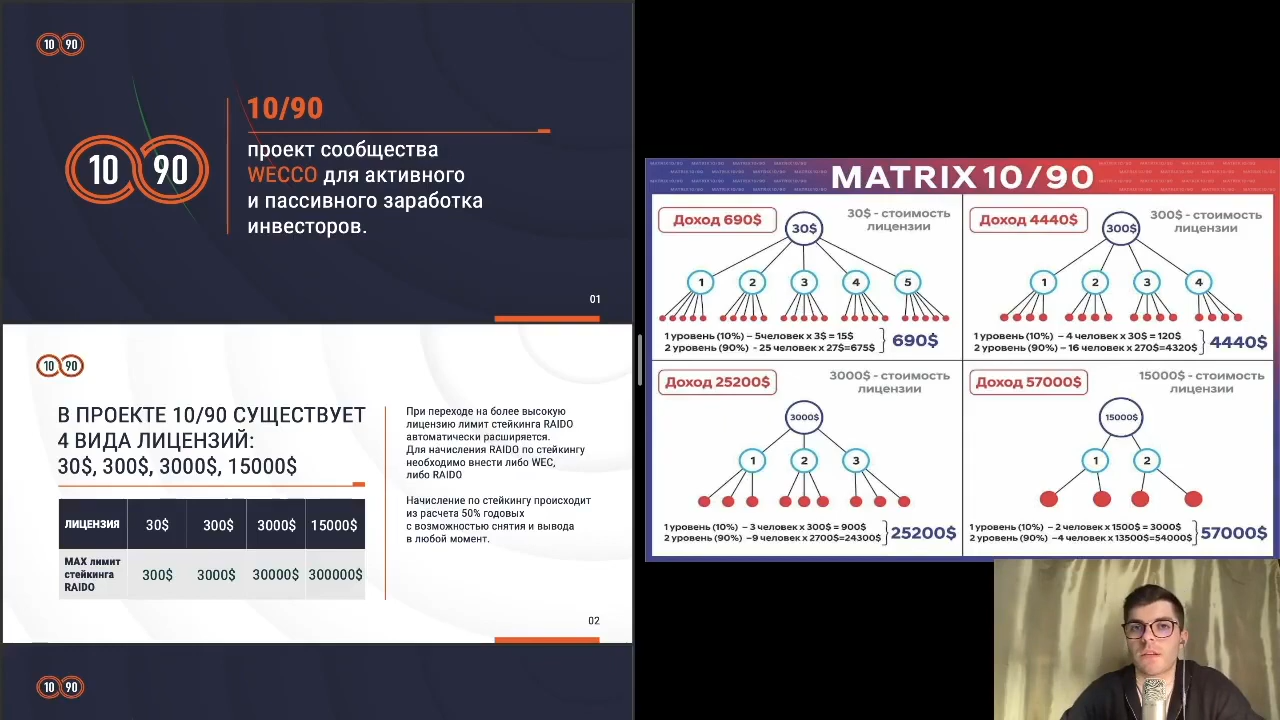 10 90
10 90
10/90
проект сообщества
WECCO для активного
и пассивного заработка
инвесторов.
01
10 90
В ПРОЕКТЕ 10/90 СУЩЕСТВУЕТ
4 ВИДА ЛИЦЕНЗИЙ:
30$, 300$, 3000$, 15000$
ЛИЦЕНЗИЯ 30$ 300$ 3000$ 15000$
МАХ лимит
стейкинга
RAIDO
300$ 3000$ 30000$ 300000$
При переходе на более высокую
лицензию лимит стейкинга RAIDO
автоматически расширяется.
Для начисления RAIDO по стейкингу
необходимо внести либо WEC,
либо RAIDO
Начисление по стейкингу происходит
из расчета 50% годовых
с возможностью снятия и вывода
в любой момент.
02
10 90
MATRIX 10/90
Доход 690$
30$
30$ - стоимость
лицензии
1 2 3 4 5
1 уровень (10%) – 5человек х 3$ = 15$
2 уровень (90%) - 25 человек х 27$=675$
690$
Доход 4440$
300$
300$ - стоимость
лицензии
1 2 3 4
1 уровень (10%) – 4 человек х 30$ = 120$
2 уровень (90%) – 16 человек х 270$=4320$
4440$
Доход 25200$
3000$
3000$ - стоимость
лицензии
1 2 3
1 уровень (10%) – 3 человек х 300$ = 900$
2 уровень (90%) –9 человек х 2700$=24300$
25200$
Доход 57000$
15000$
15000$ - стоимость
лицензии
1 2
1 уровень (10%) – 2 человек х 1500$ = 3000$
2 уровень (90%) –4 человек х 13500$=54000$
57000$